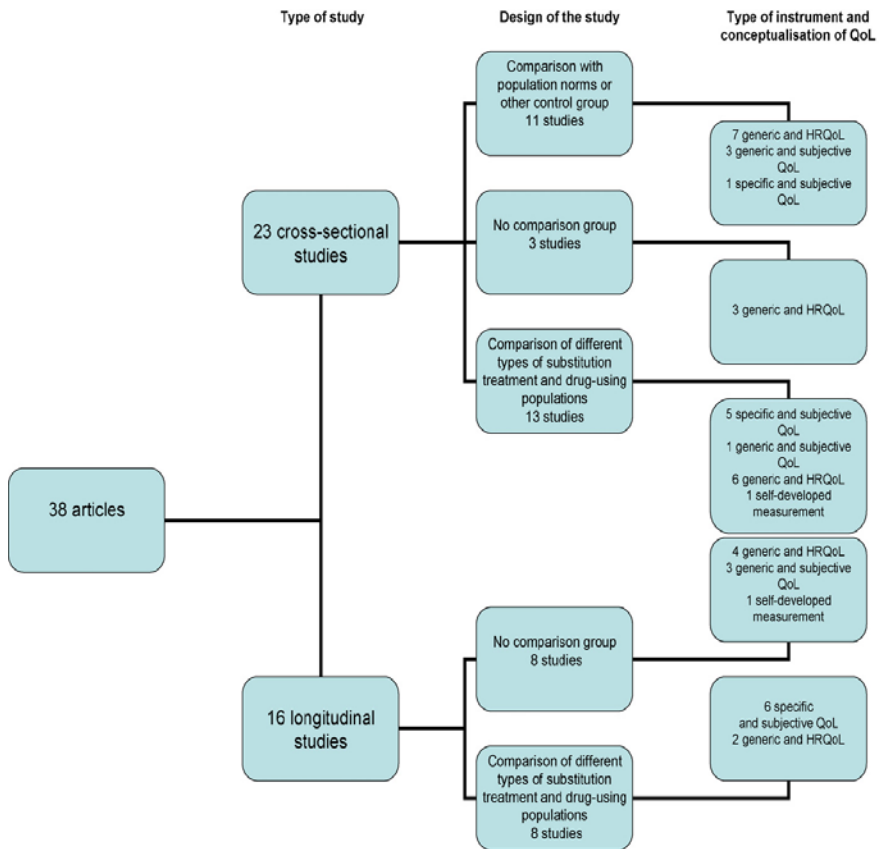 Type of study
Design of the study
Type of instrument and
conceptualisation of QoL
38 articles
23 cross-sectional
studies
Comparison with
population norms or
other control group
11 studies
7 generic and HRQoL
3 generic and subjective
QoL
1 specific and subjective
QoL
No comparison group
3 studies
3 generic and HRQoL
Comparison of different
types of substitution
treatment and drug-using
populations
13 studies
5 specific and subjective
QoL
1 generic and subjective
QoL
6 generic and HRQoL
1 self-developed
measurement
16 longitudinal
studies
No comparison group
8 studies
4 generic and HRQoL
3 generic and subjective
QoL
1 self-developed
measurement
Comparison of different
types of substitution
treatment and drug-using
populations
8 studies
6 specific
and subjective QoL
2 generic and HRQoL